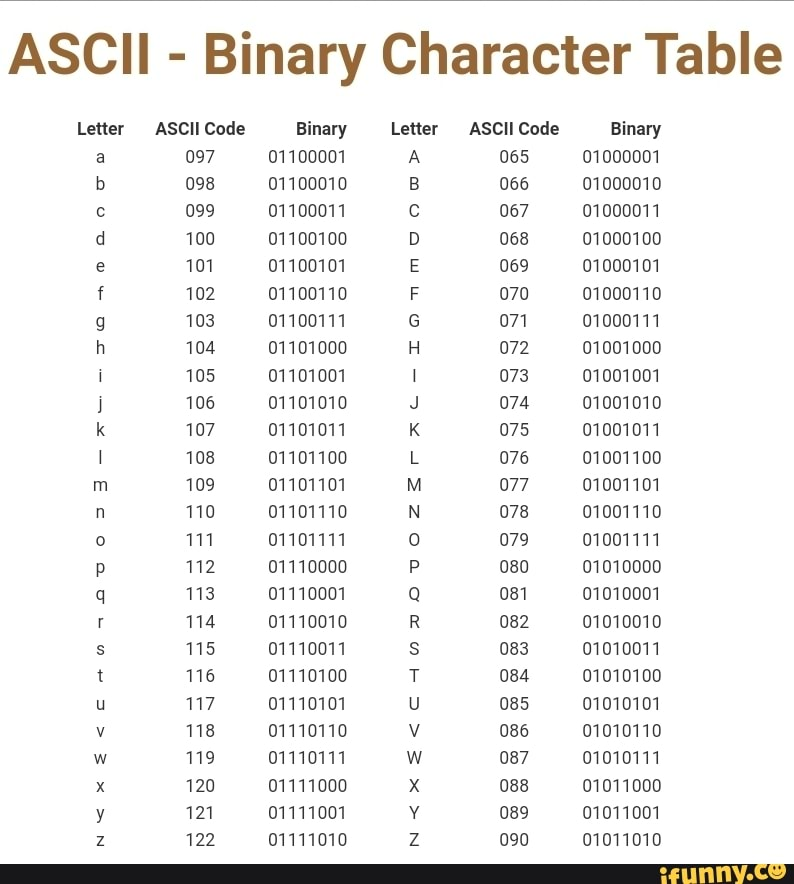 ASCII - Binary Character Table
Letter ASCII Code Binary Letter ASCII Code Binary
a 097 01100001 A 065 01000001
b 098 01100010 B 066 01000010
c 099 01100011 C 067 01000011
d 100 01100100 D 068 01000100
e 101 01100101 E 069 01000101
f 102 01100110 F 070 01000110
g 103 01100111 G 071 01000111
h 104 01101000 H 072 01001000
i 105 01101001 I 073 01001001
j 106 01101010 J 074 01001010
k 107 01101011 K 075 01001011
l 108 01101100 L 076 01001100
m 109 01101101 M 077 01001101
n 110 01101110 N 078 01001110
o 111 01101111 O 079 01001111
p 112 01110000 P 080 01010000
q 113 01110001 Q 081 01010001
r 114 01110010 R 082 01010010
s 115 01110011 S 083 01010011
t 116 01110100 T 084 01010100
u 117 01110101 U 085 01010101
v 118 01110110 V 086 01010110
w 119 01110111 W 087 01010111
x 120 01111000 X 088 01011000
y 121 01111001 Y 089 01011001
z 122 01111010 Z 090 01011010
ifunny.co